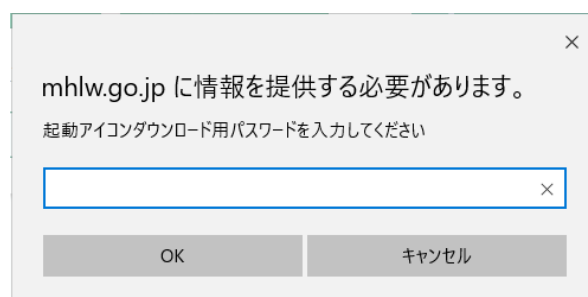 mhlw.go.jp に情報を提供する必要があります。
起動アイコンダウンロード用パスワードを入力してください
OK
キャンセル